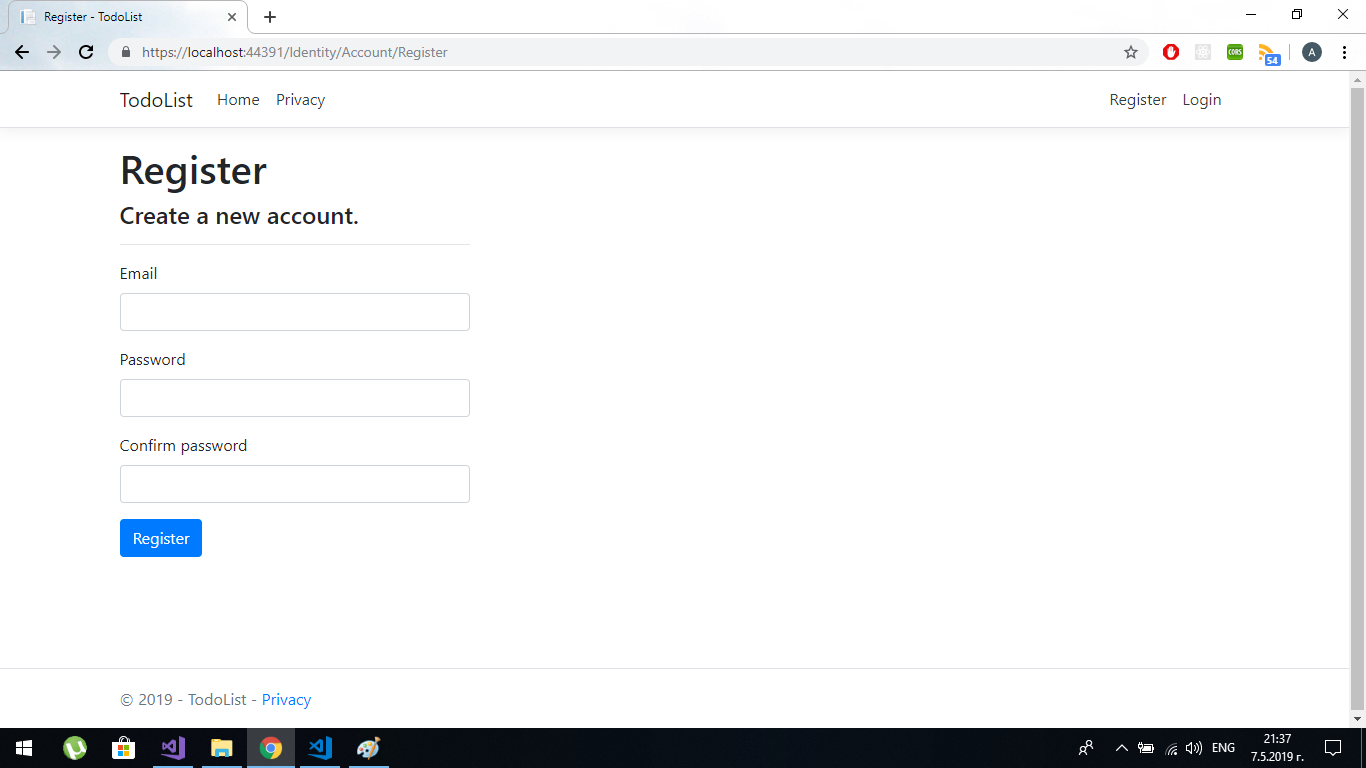 Register - TodoList
https://localhost:44391/Identity/Account/Register
CORS
54
A
TodoList Home Privacy Register Login
Register
Create a new account.
Email
Password
Confirm password
Register
© 2019 - TodoList - Privacy
ENG
21:37
7.5.2019 г.